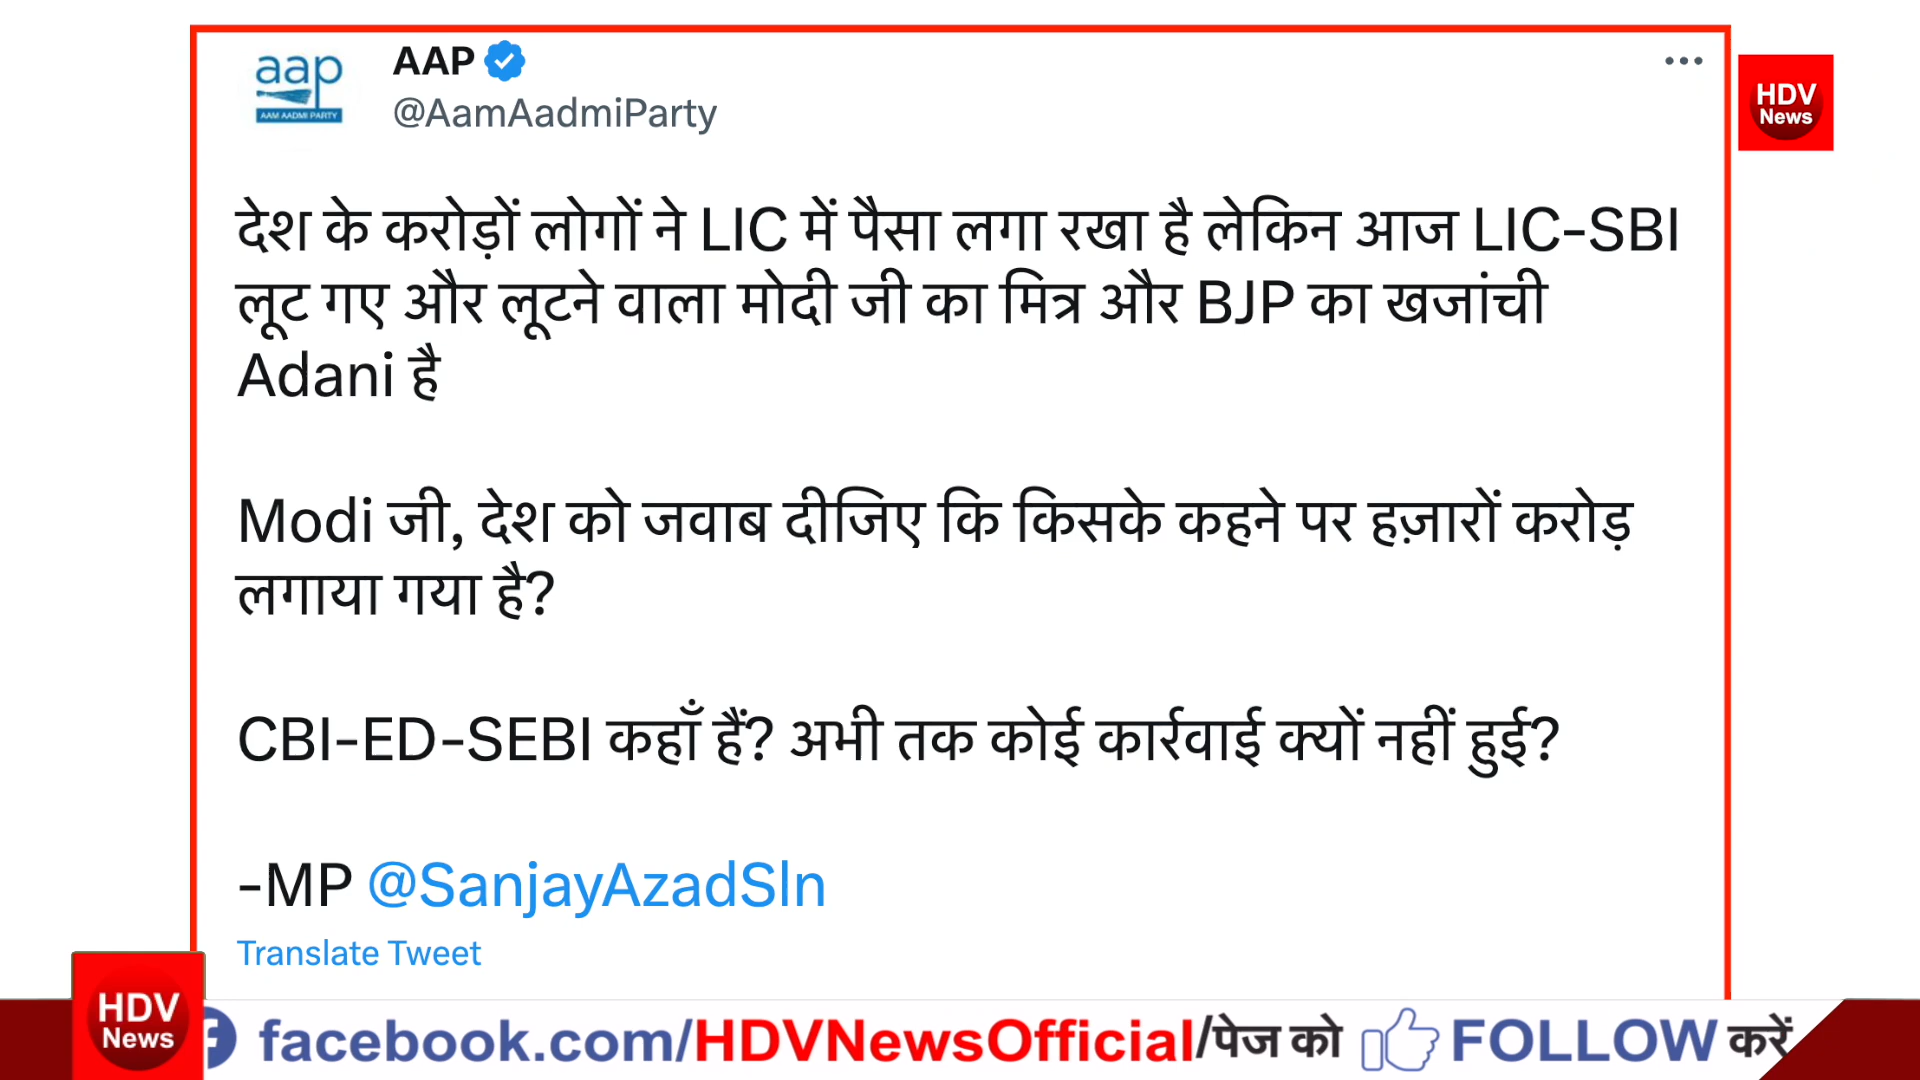 aap
AAM AADMI PARTY
AAP
@AamAadmiParty
HDV
News
देश के करोड़ों लोगों ने LIC में पैसा लगा रखा है लेकिन आज LIC-SBI
लूट गए और लूटने वाला मोदी जी का मित्र और BJP का खजांची
Adani है
Modi जी, देश को जवाब दीजिए कि किसके कहने पर हज़ारों करोड़
लगाया गया है?
CBI-ED-SEBI कहाँ हैं? अभी तक कोई कार्रवाई क्यों नहीं हुई?
-MP @SanjayAzadSln
Translate Tweet
HDV
News
facebook.com/HDVNewsOfficial/पेज को FOLLOW करें